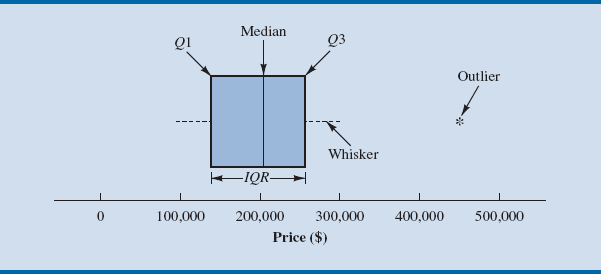 Median
Q1
Q3
Outlier
*
Whisker
IQR
0 100,000 200,000 300,000 400,000 500,000
Price ($)